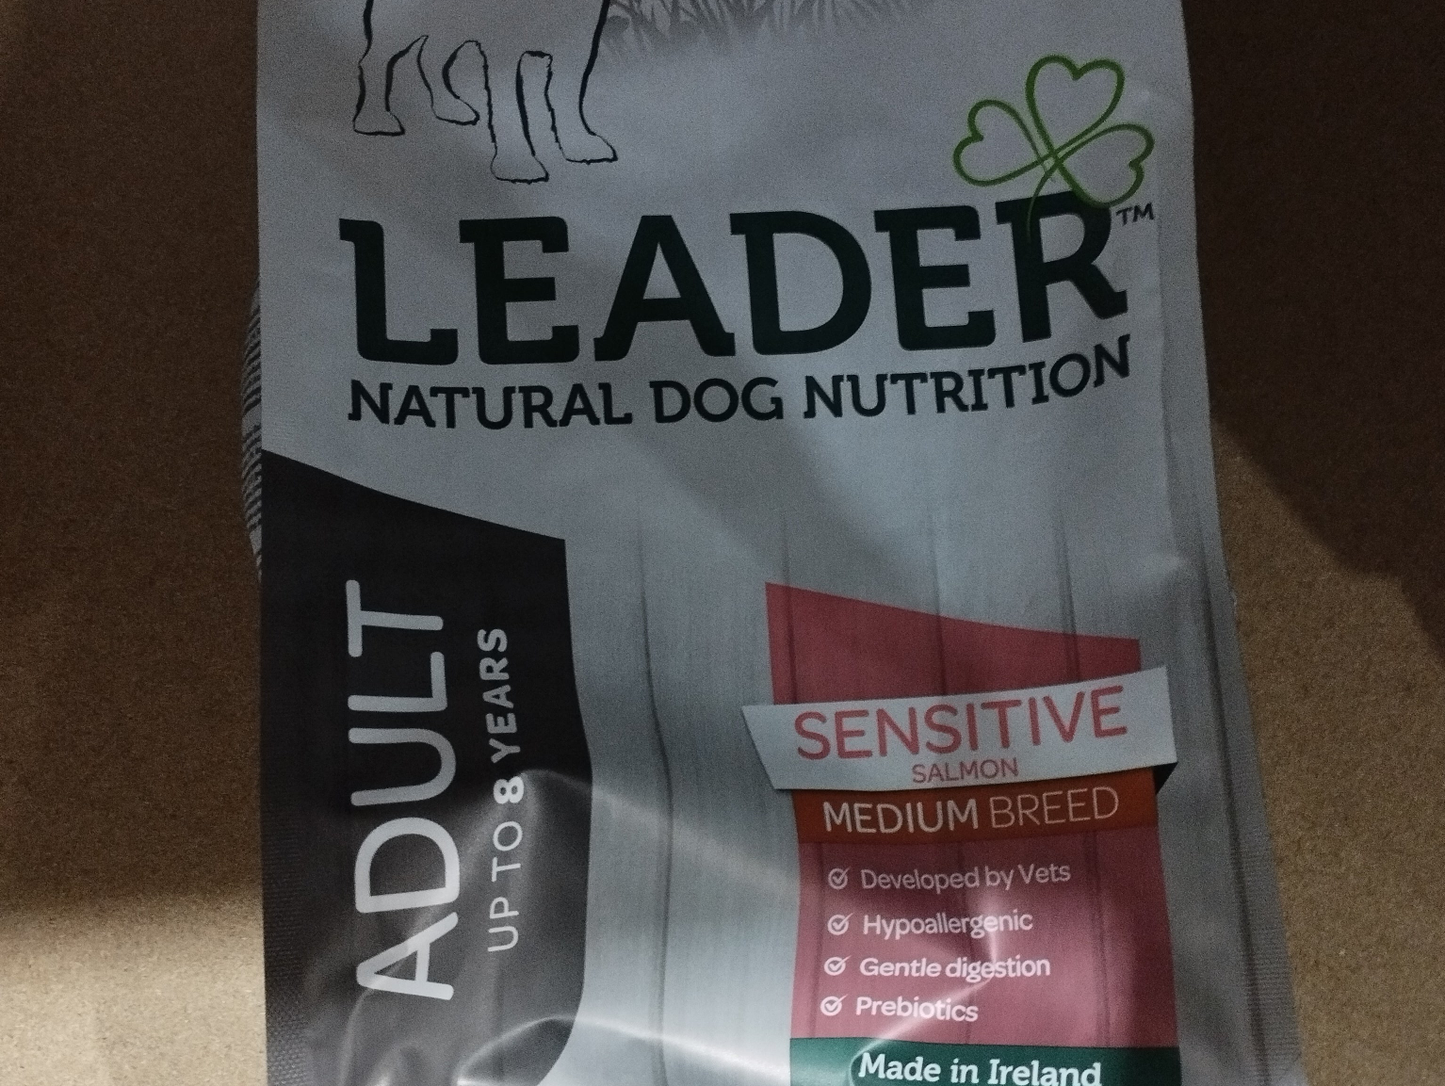 LEADER™
NATURAL DOG NUTRITION
ADULT
UP TO 8 YEARS
SENSITIVE
SALMON
MEDIUM BREED
Developed by Vets
Hypoallergenic
Gentle digestion
Prebiotics
Made in Ireland